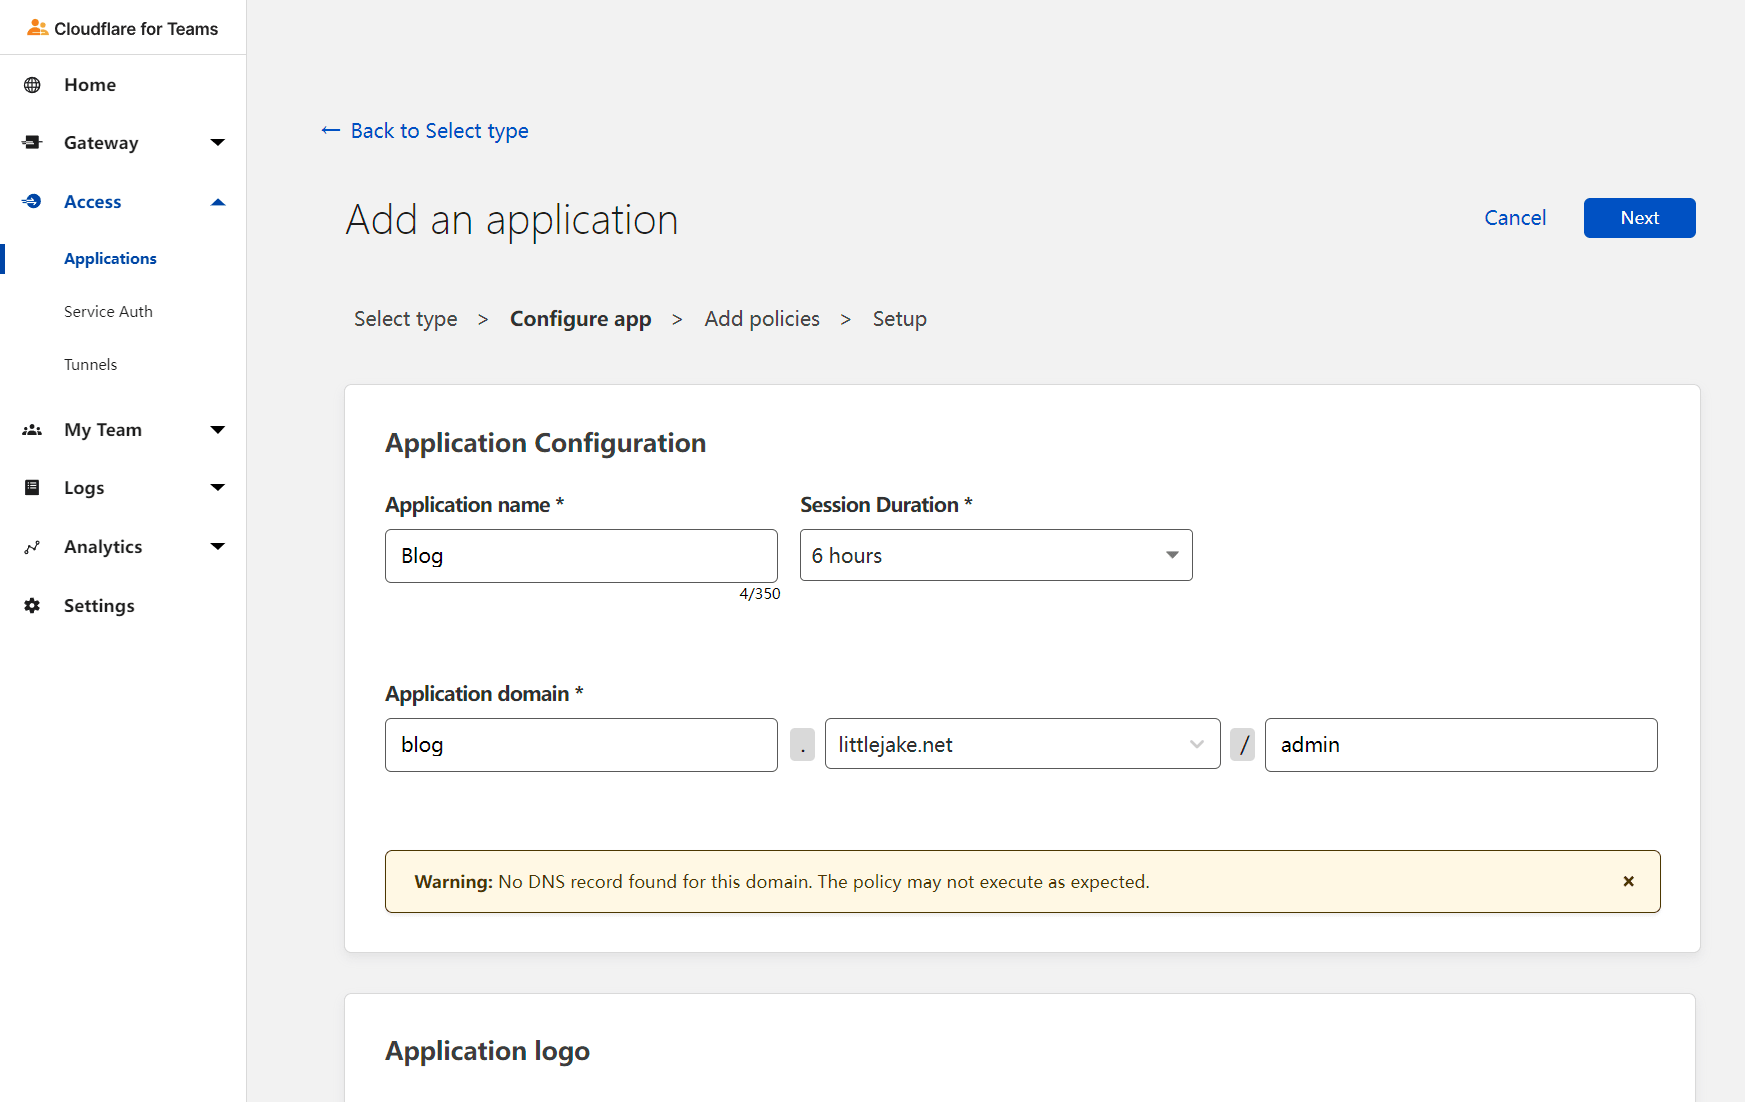 Cloudflare for Teams
Home
Gateway
Access
Applications
Service Auth
Tunnels
My Team
Logs
Analytics
Settings
← Back to Select type
Add an application
Cancel
Next
Select type > Configure app > Add policies > Setup
Application Configuration
Application name *
Session Duration *
Blog
6 hours
4/350
Application domain *
blog . littlejake.net / admin
Warning: No DNS record found for this domain. The policy may not execute as expected.
Application logo